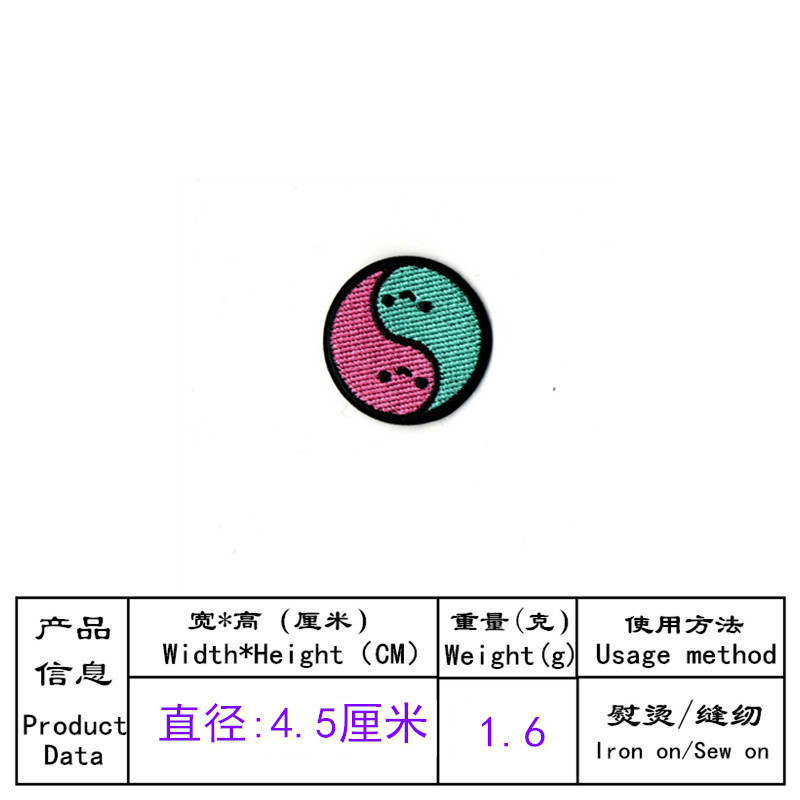 产品
信息
Product
Data
宽*高 (厘米)
Width*Height (CM)
重量(克)
Weight(g)
使用方法
Usage method
直径:4.5厘米
1.6
熨烫/缝纫
Iron on/Sew on